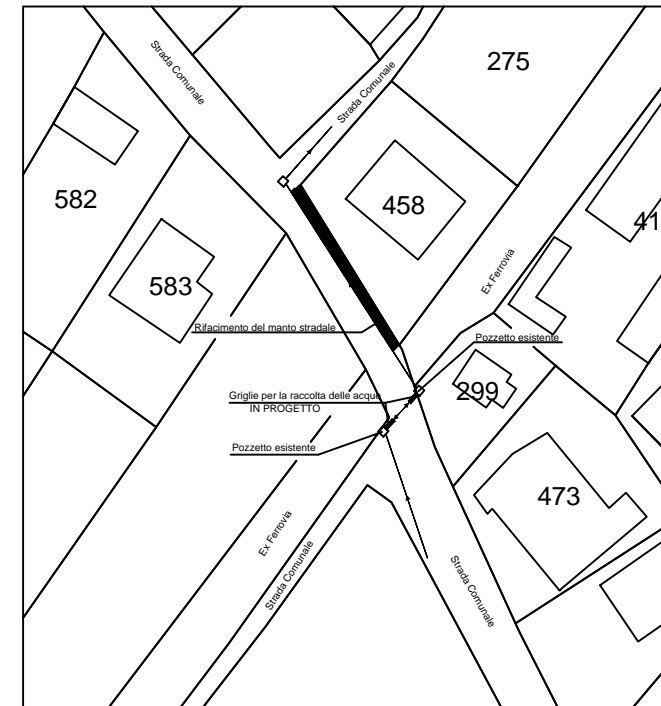 Strada Comunale
Strada Comunale
275
582
458
41
583
Ex Ferrovia
Rifacimento del manto stradale
Pozzetto esistente
299
Griglie per la raccolta delle acque
IN PROGETTO
Pozzetto esistente
473
Ex Ferrovia
Strada Comunale
Strada Comunale